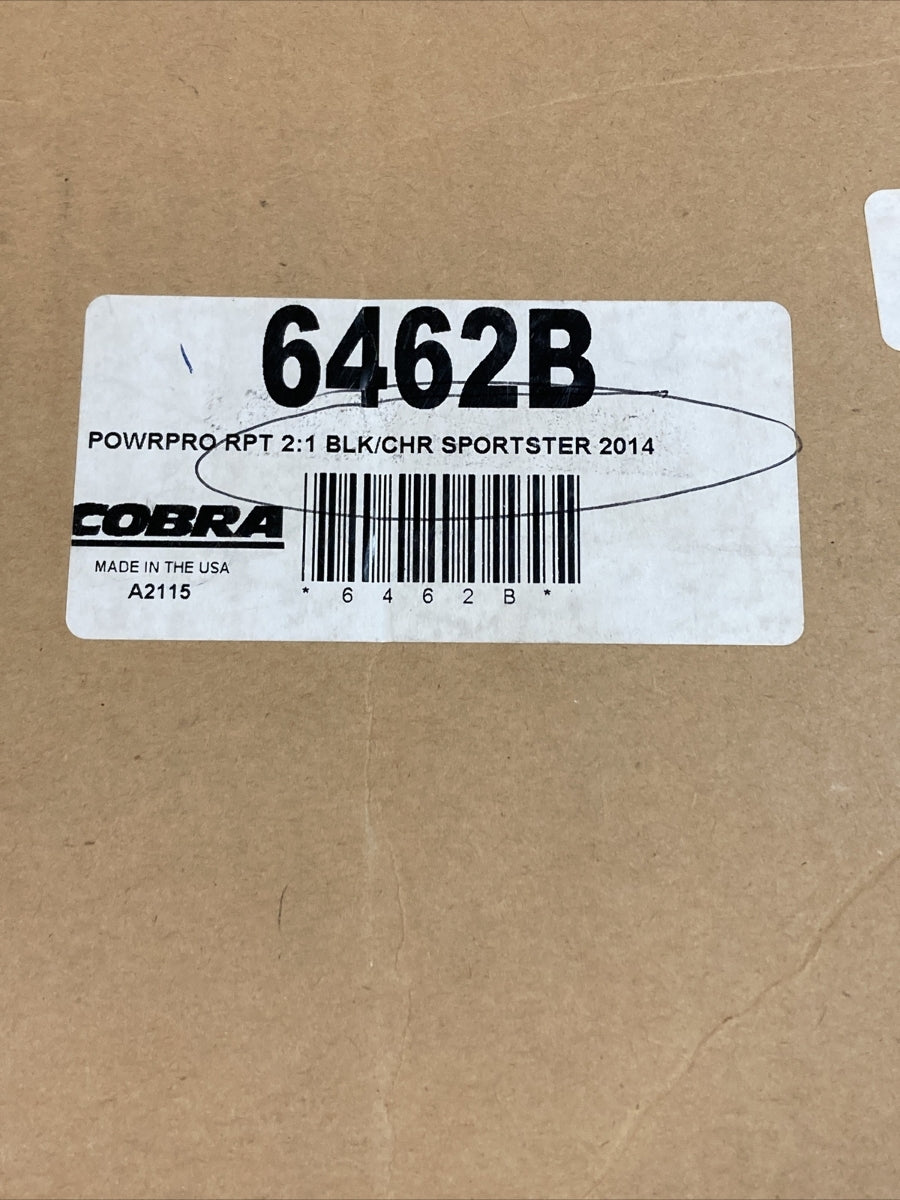 6462B
POWRPRO RPT 2:1 BLK/CHR SPORTSTER 2014
COBRA
MADE IN THE USA
A2115
* 6 4 6 2 B *